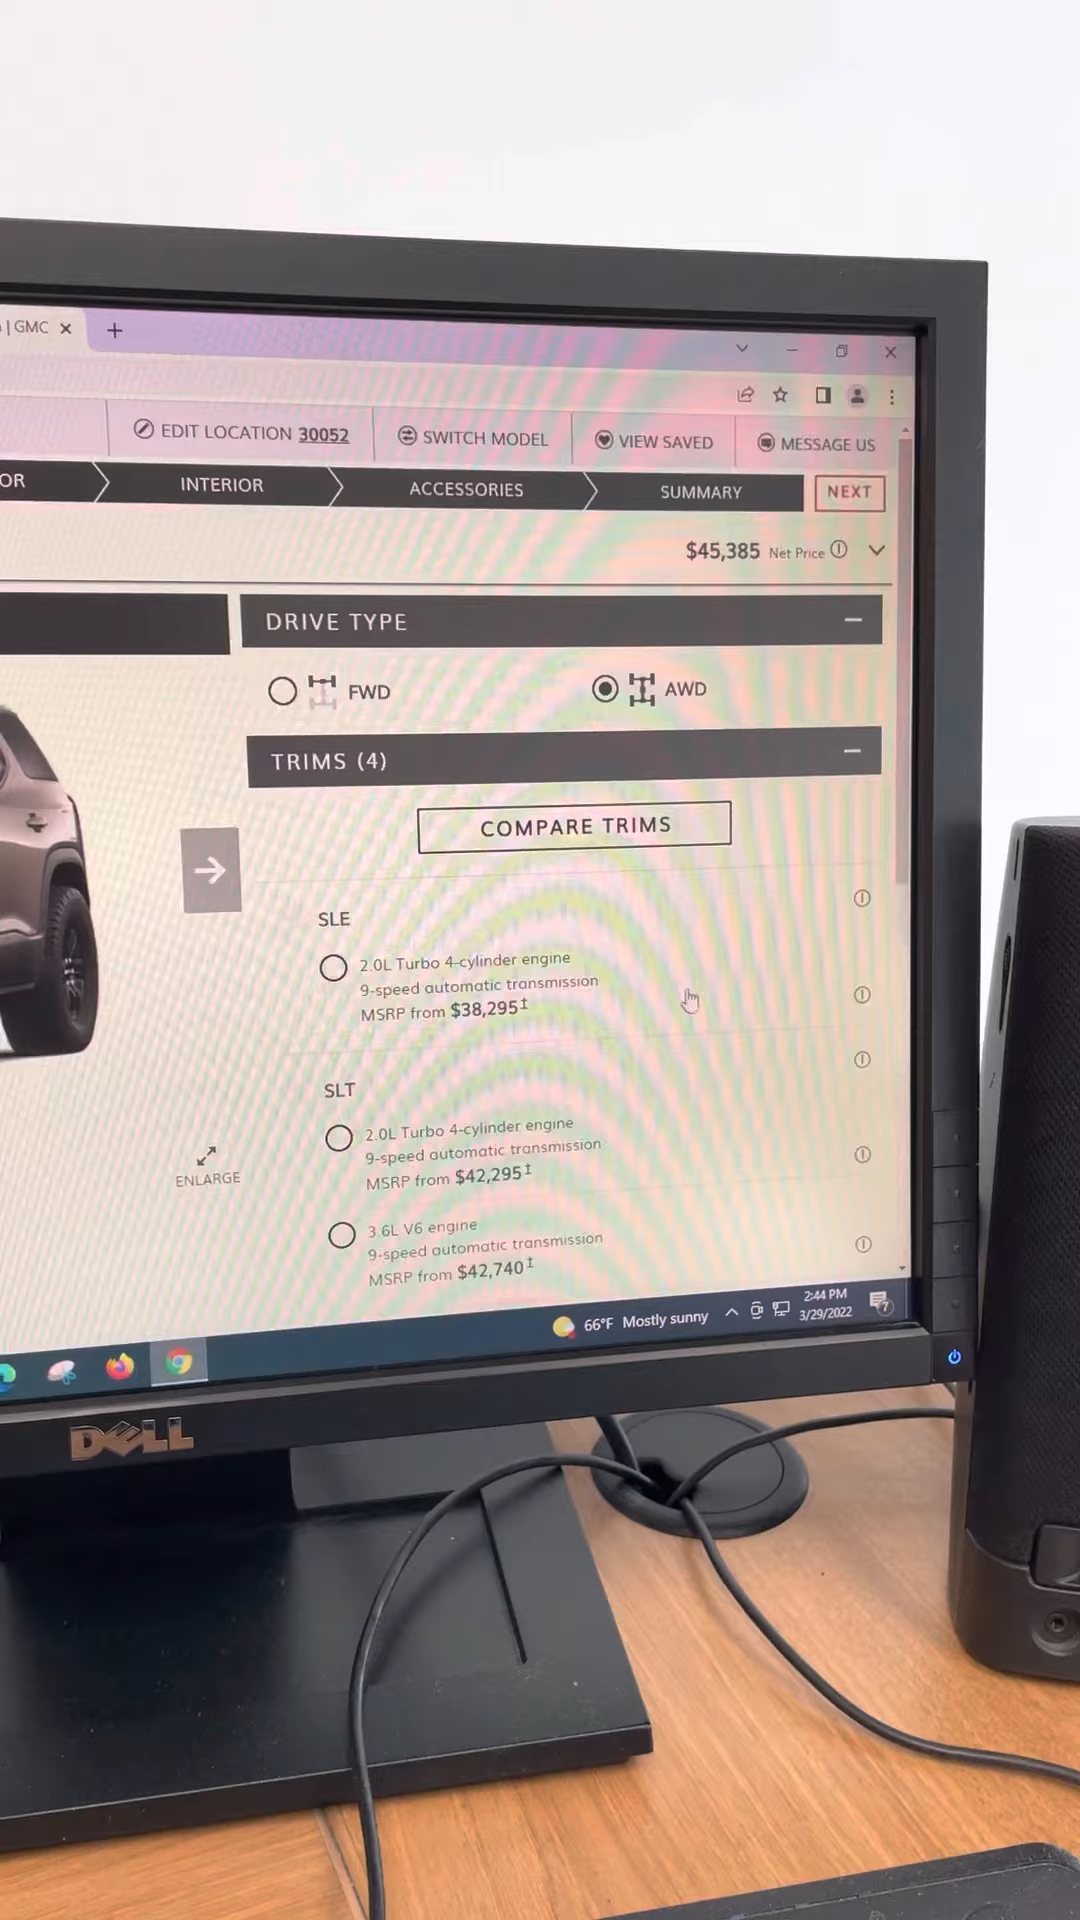 | GMC
EDIT LOCATION 30052
SWITCH MODEL
VIEW SAVED
MESSAGE US
OR
INTERIOR
ACCESSORIES
SUMMARY
NEXT
$45,385 Net Price
DRIVE TYPE
FWD
AWD
TRIMS (4)
COMPARE TRIMS
SLE
2.0L Turbo 4-cylinder engine
9-speed automatic transmission
MSRP from $38,295‡
SLT
2.0L Turbo 4-cylinder engine
9-speed automatic transmission
MSRP from $42,295‡
3.6L V6 engine
9-speed automatic transmission
MSRP from $42,740‡
ENLARGE
66°F Mostly sunny
2:44 PM
3/29/2022
7
DELL